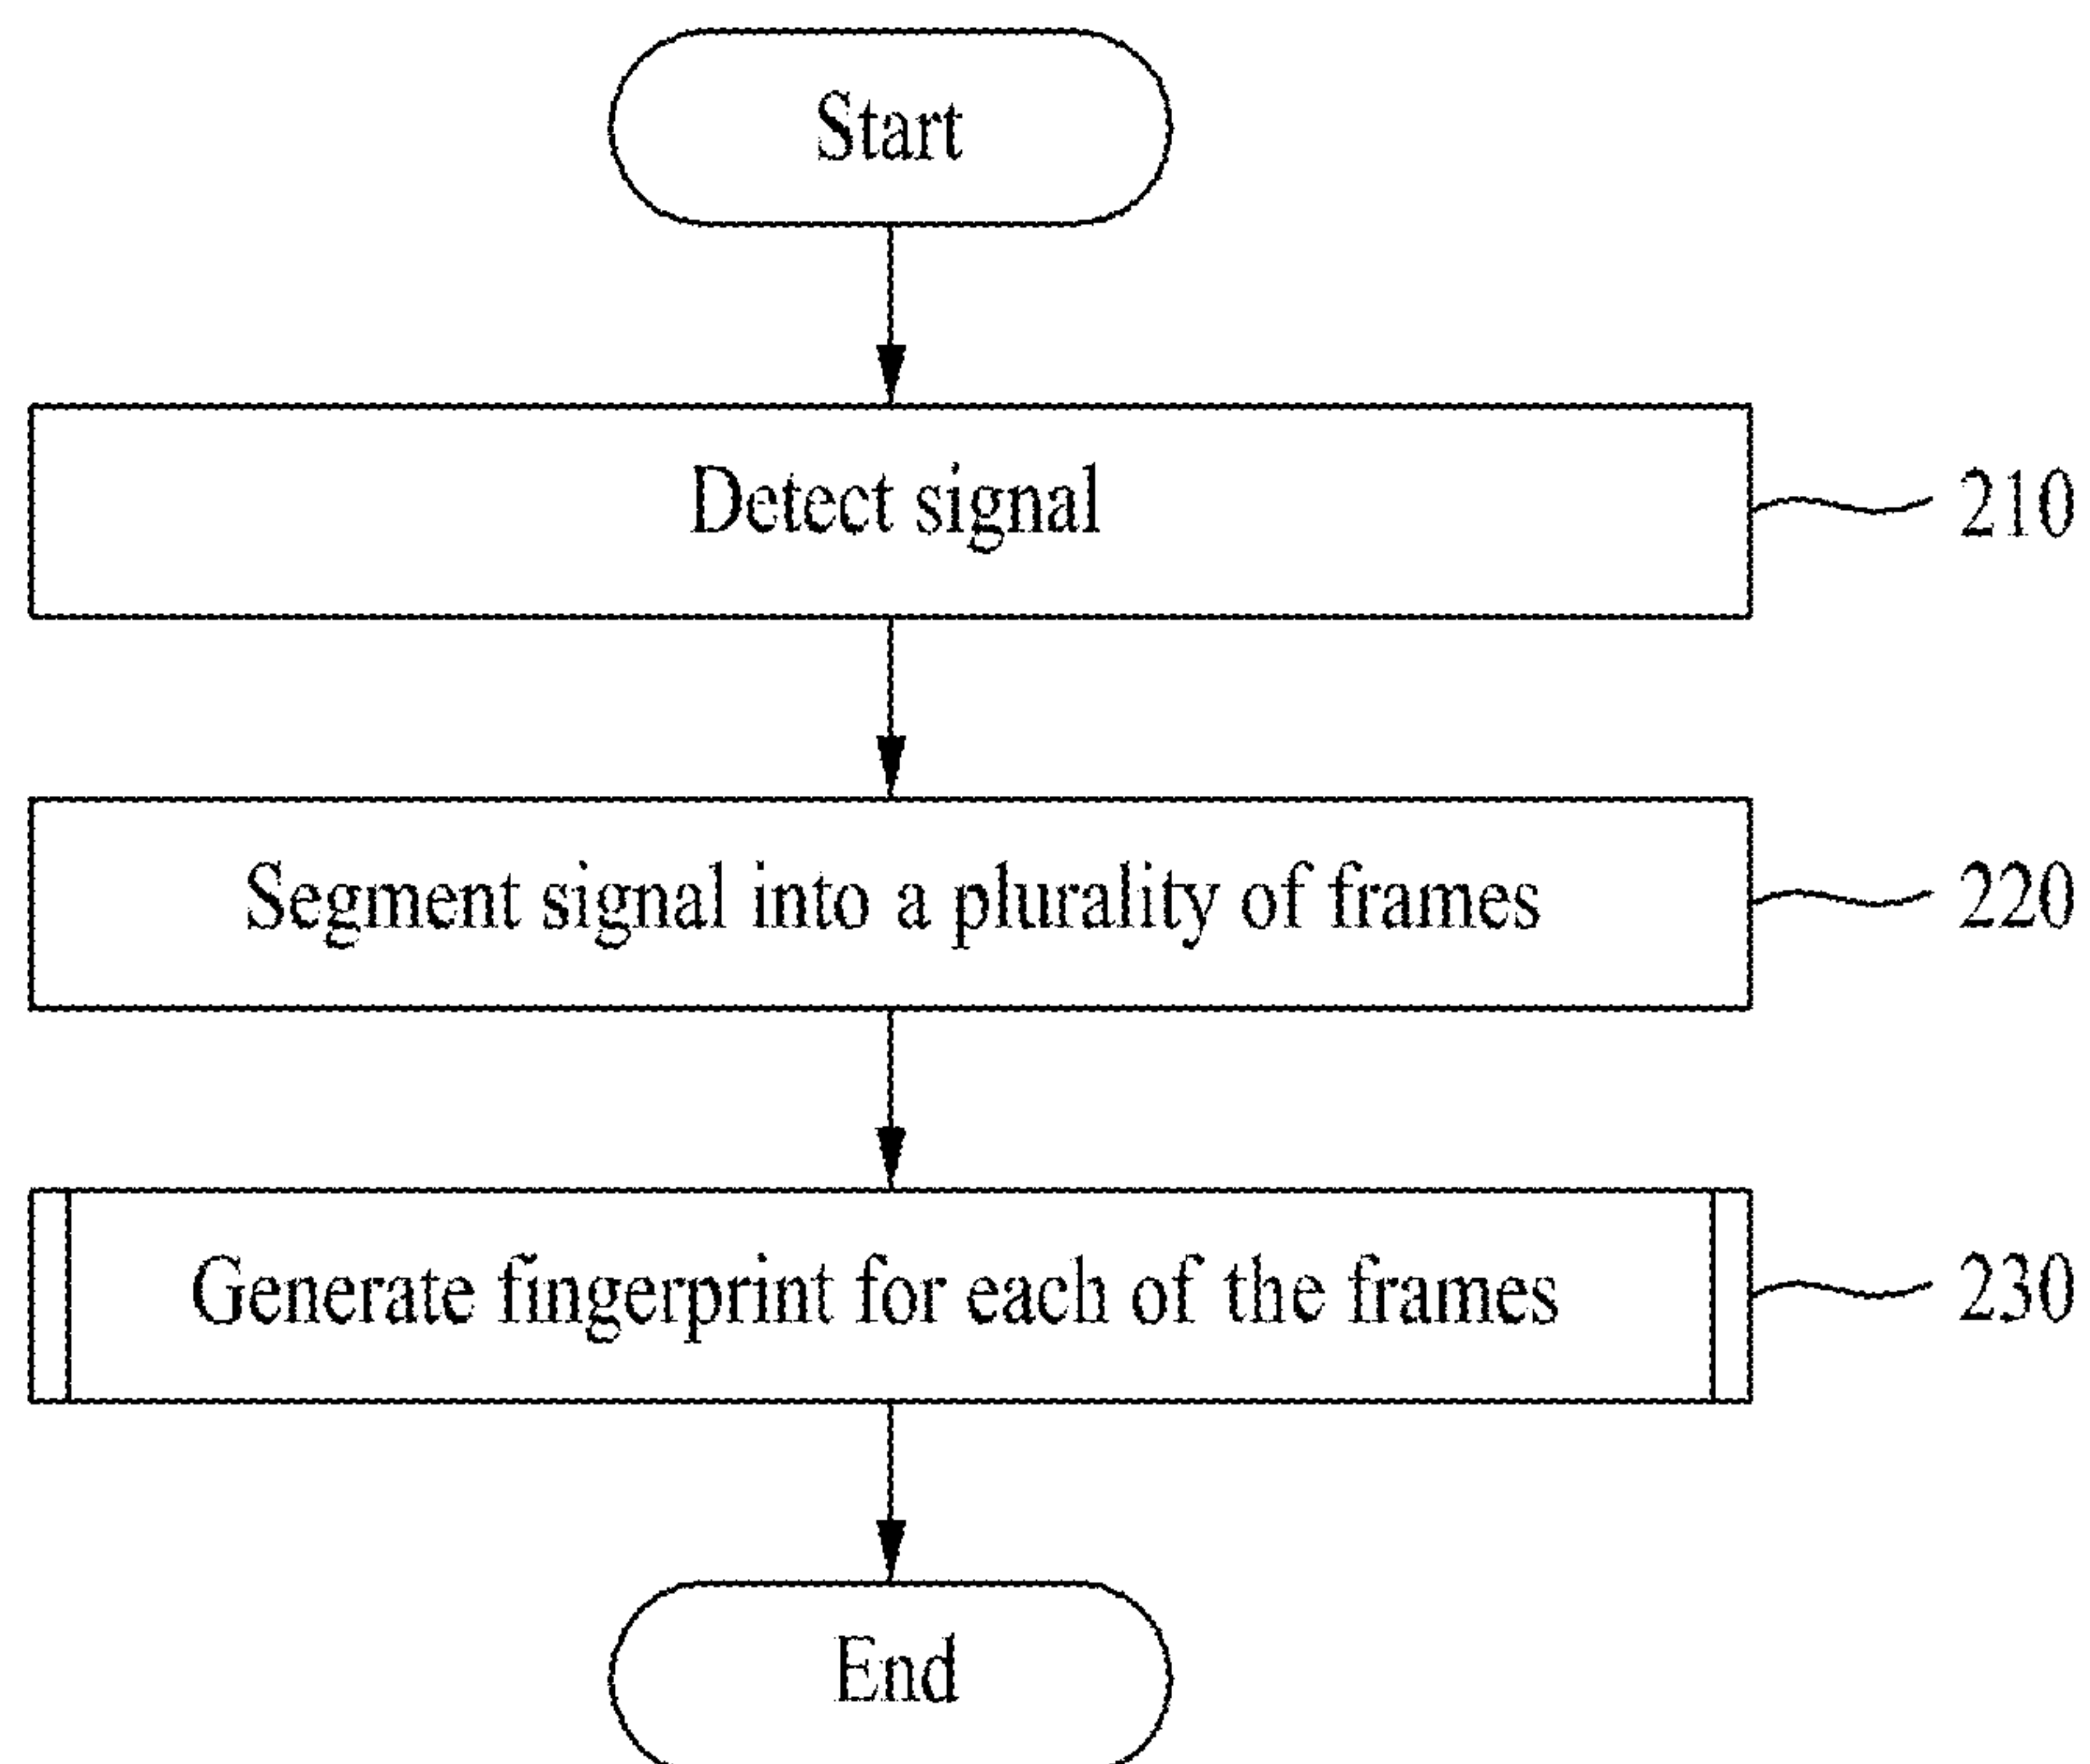 Start
Detect signal
210
Segment signal into a plurality of frames
220
Generate fingerprint for each of the frames
230
End